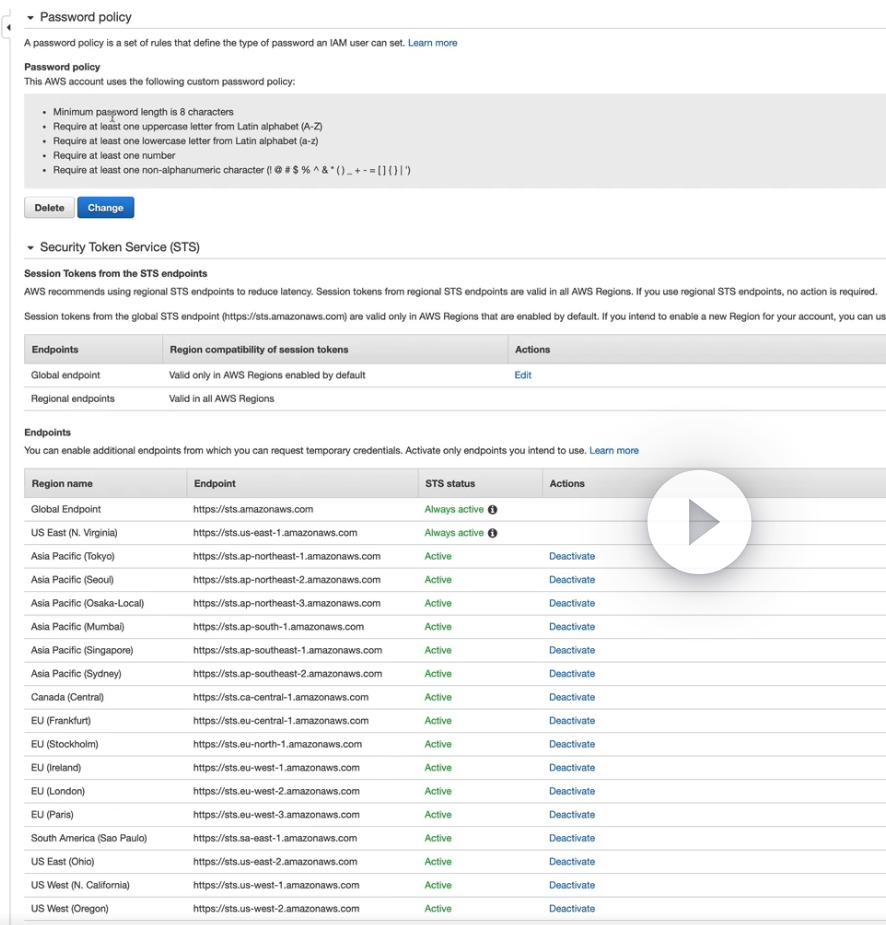 Password policy
A password policy is a set of rules that define the type of password an IAM user can set. Learn more
Password policy
This AWS account uses the following custom password policy:
• Minimum password length is 8 characters
• Require at least one uppercase letter from Latin alphabet (A-Z)
• Require at least one lowercase letter from Latin alphabet (a-z)
• Require at least one number
• Require at least one non-alphanumeric character (! @ # $ % ^ & * ( ) _ + - = [ ] { } | ')
Delete Change
Security Token Service (STS)
Session Tokens from the STS endpoints
AWS recommends using regional STS endpoints to reduce latency. Session tokens from regional STS endpoints are valid in all AWS Regions. If you use regional STS endpoints, no action is required.
Session tokens from the global STS endpoint (https://sts.amazonaws.com) are valid only in AWS Regions that are enabled by default. If you intend to enable a new Region for your account, you can us
Endpoints Region compatibility of session tokens Actions
Global endpoint Valid only in AWS Regions enabled by default Edit
Regional endpoints Valid in all AWS Regions
Endpoints
You can enable additional endpoints from which you can request temporary credentials. Activate only endpoints you intend to use. Learn more
Region name Endpoint STS status Actions
Global Endpoint https://sts.amazonaws.com Always active
US East (N. Virginia) https://sts.us-east-1.amazonaws.com Always active
Asia Pacific (Tokyo) https://sts.ap-northeast-1.amazonaws.com Active Deactivate
Asia Pacific (Seoul) https://sts.ap-northeast-2.amazonaws.com Active Deactivate
Asia Pacific (Osaka-Local) https://sts.ap-northeast-3.amazonaws.com Active Deactivate
Asia Pacific (Mumbai) https://sts.ap-south-1.amazonaws.com Active Deactivate
Asia Pacific (Singapore) https://sts.ap-southeast-1.amazonaws.com Active Deactivate
Asia Pacific (Sydney) https://sts.ap-southeast-2.amazonaws.com Active Deactivate
Canada (Central) https://sts.ca-central-1.amazonaws.com Active Deactivate
EU (Frankfurt) https://sts.eu-central-1.amazonaws.com Active Deactivate
EU (Stockholm) https://sts.eu-north-1.amazonaws.com Active Deactivate
EU (Ireland) https://sts.eu-west-1.amazonaws.com Active Deactivate
EU (London) https://sts.eu-west-2.amazonaws.com Active Deactivate
EU (Paris) https://sts.eu-west-3.amazonaws.com Active Deactivate
South America (Sao Paulo) https://sts.sa-east-1.amazonaws.com Active Deactivate
US East (Ohio) https://sts.us-east-2.amazonaws.com Active Deactivate
US West (N. California) https://sts.us-west-1.amazonaws.com Active Deactivate
US West (Oregon) https://sts.us-west-2.amazonaws.com Active Deactivate